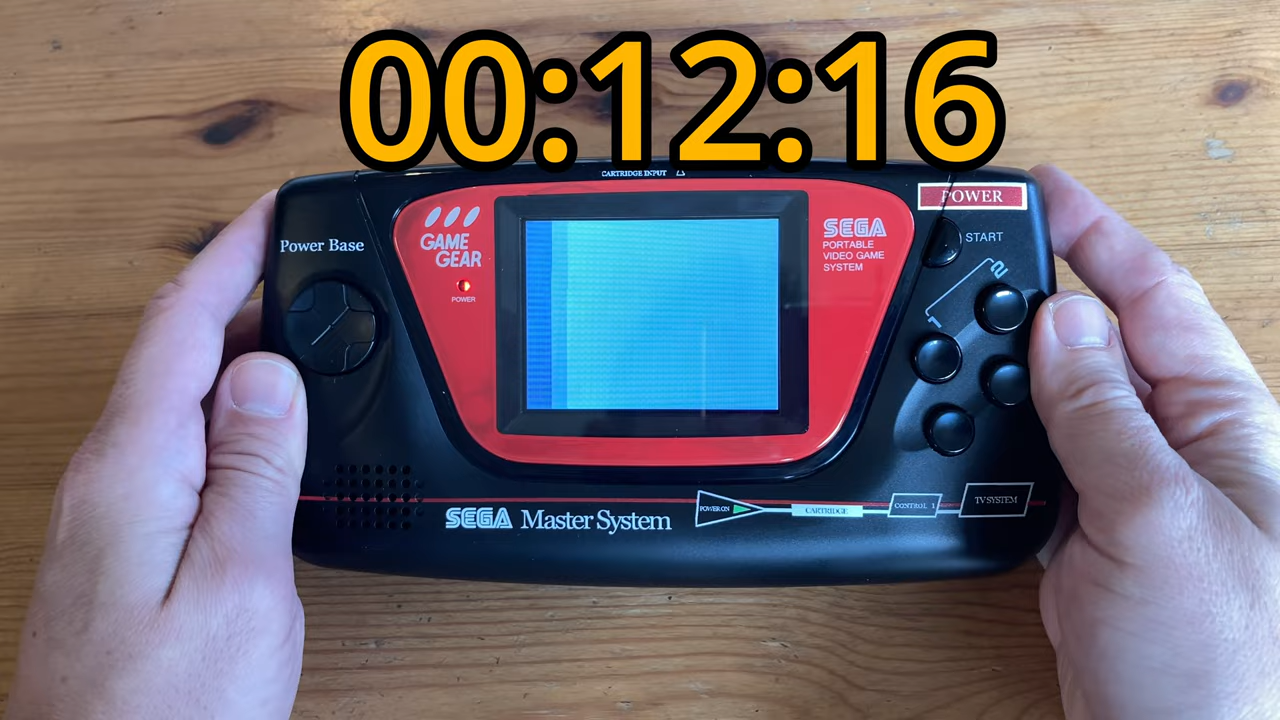 00:12:16
CARTRIDGE INPUT
POWER
Power Base
GAME
GEAR
POWER
SEGA
PORTABLE
VIDEO GAME
SYSTEM
START
2
1
SEGA Master System
POWER ON
CARTRIDGE
CONTROL 1
TV SYSTEM